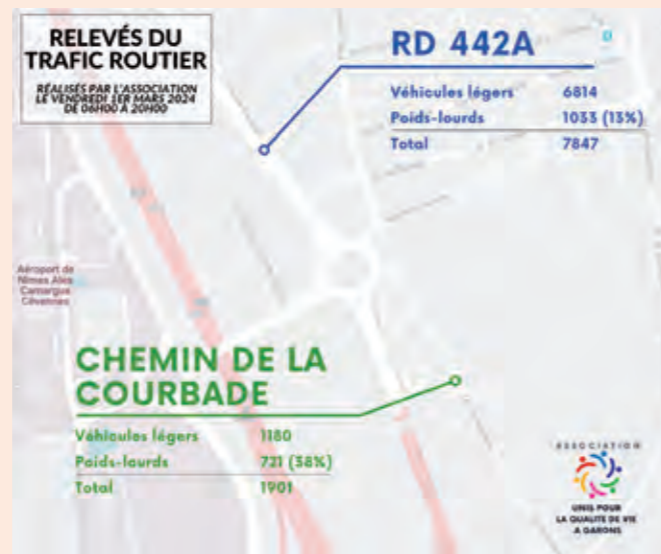 RELEVÉS DU
TRAFIC ROUTIER
RÉALISÉS PAR L'ASSOCIATION
LE VENDREDI 1ER MARS 2024
DE 06H00 À 20H00
RD 442A
Véhicules légers 6814
Poids-lourds 1033 (13%)
Total 7847
Aéroport de
Nîmes Alès
Camargue
Cévennes
CHEMIN DE LA
COURBADE
Véhicules légers 1180
Poids-lourds 721 (38%)
Total 1901
ASSOCIATION
UNIS POUR
LA QUALITE DE VIE
A GARONS